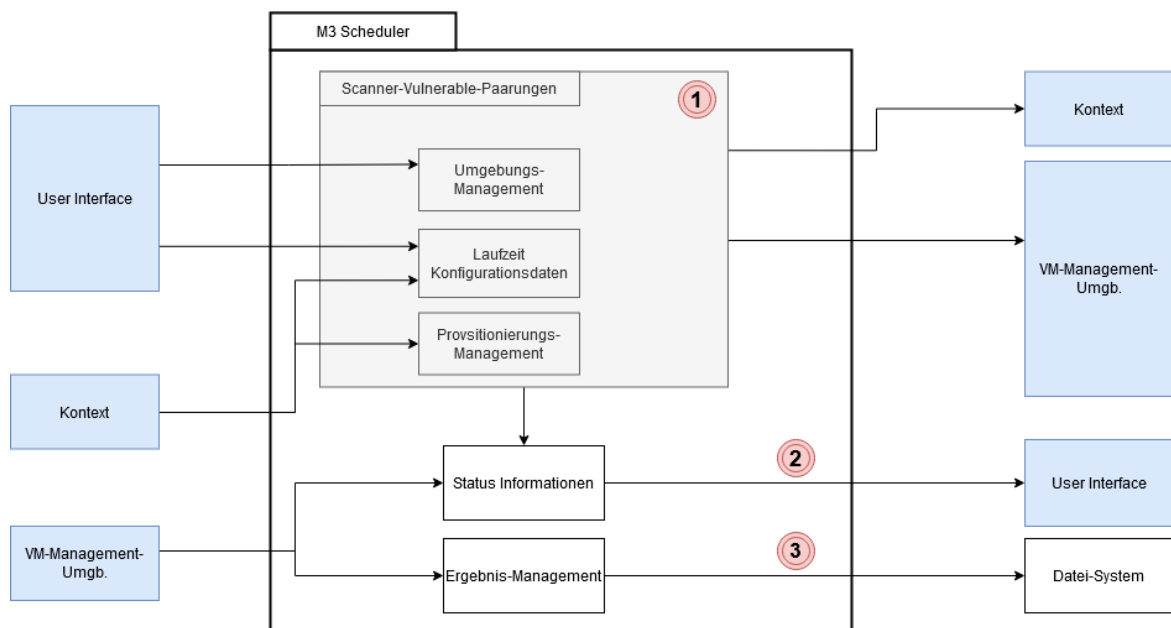 M3 Scheduler
Scanner-Vulnerable-Paarungen
1
Kontext
User Interface
Umgebungs-
Management
Laufzeit
Konfigurationsdaten
VM-Management-
Umgb.
Provsitionierungs-
Management
Kontext
2
Status Informationen
User Interface
VM-Management-
Umgb.
3
Ergebnis-Management
Datei-System